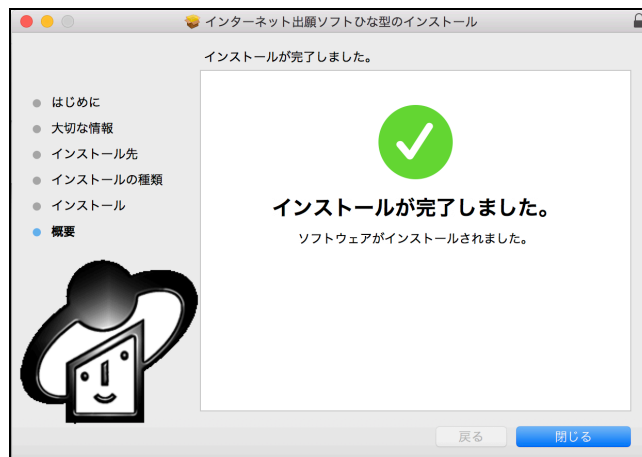 インターネット出願ソフトひな型のインストール
インストールが完了しました。
はじめに
大切な情報
インストール先
インストールの種類
インストール
概要
インストールが完了しました。
ソフトウェアがインストールされました。
戻る
閉じる